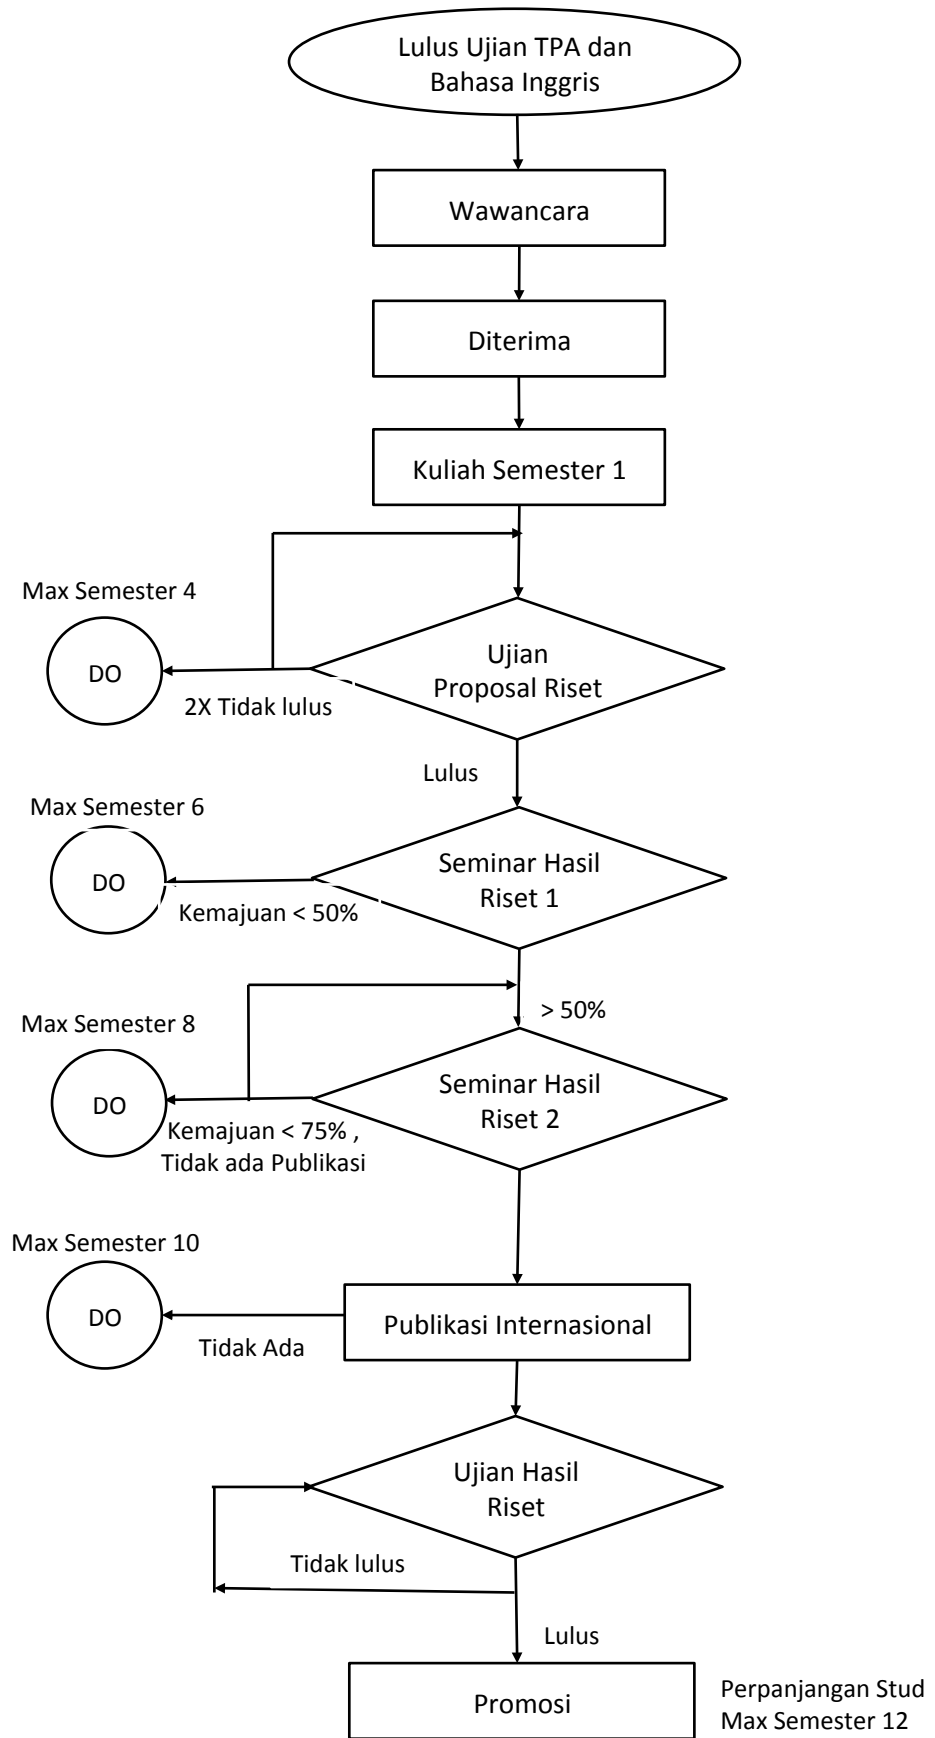 Lulus Ujian TPA dan
Bahasa Inggris
Wawancara
Diterima
Kuliah Semester 1
Max Semester 4
DO
2X Tidak lulus
Ujian
Proposal Riset
Lulus
Max Semester 6
DO
Kemajuan < 50%
Seminar Hasil
Riset 1
> 50%
Max Semester 8
DO
Kemajuan < 75% ,
Tidak ada Publikasi
Seminar Hasil
Riset 2
Max Semester 10
DO
Tidak Ada
Publikasi Internasional
Ujian Hasil
Riset
Tidak lulus
Lulus
Promosi
Perpanjangan Stud
Max Semester 12